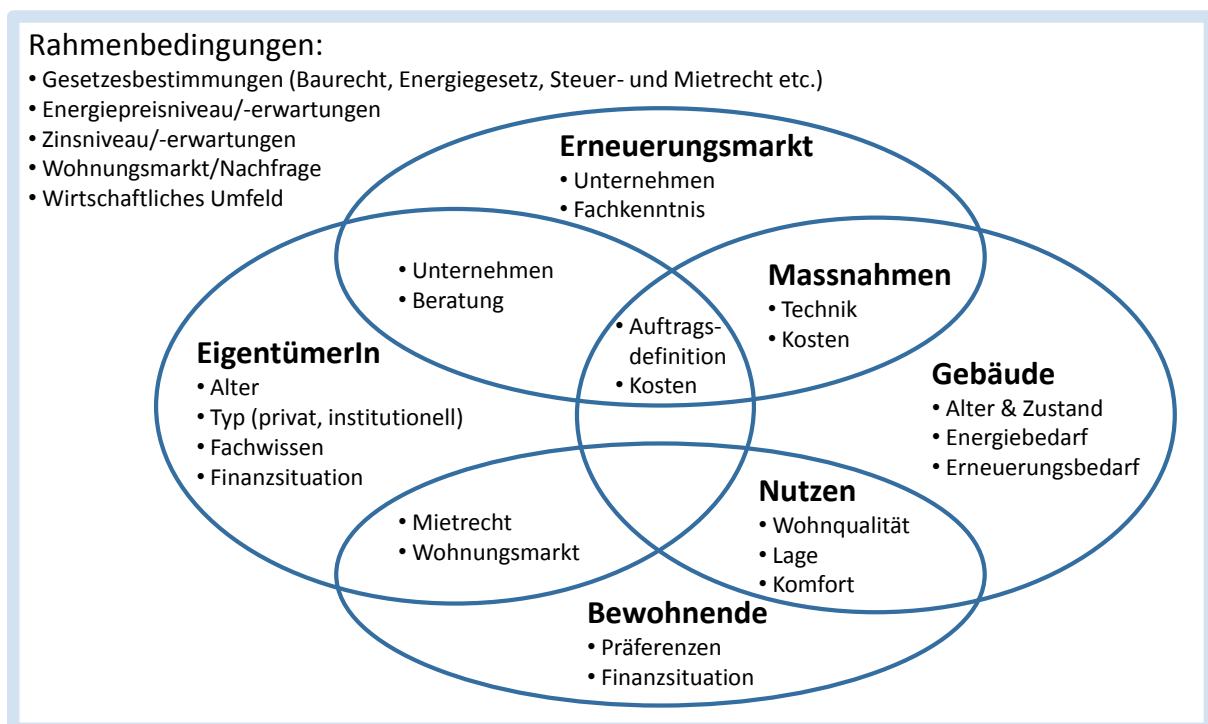 Rahmenbedingungen:
• Gesetzesbestimmungen (Baurecht, Energiegesetz, Steuer- und Mietrecht etc.)
• Energiepreisniveau/-erwartungen
• Zinsniveau/-erwartungen
• Wohnungsmarkt/Nachfrage
• Wirtschaftliches Umfeld
Erneuerungsmarkt
• Unternehmen
• Fachkenntnis
• Unternehmen
• Beratung
Massnahmen
• Technik
• Kosten
• Auftrags-
definition
• Kosten
EigentümerIn
• Alter
• Typ (privat, institutionell)
• Fachwissen
• Finanzsituation
Gebäude
• Alter & Zustand
• Energiebedarf
• Erneuerungsbedarf
• Mietrecht
• Wohnungsmarkt
Nutzen
• Wohnqualität
• Lage
• Komfort
Bewohnende
• Präferenzen
• Finanzsituation